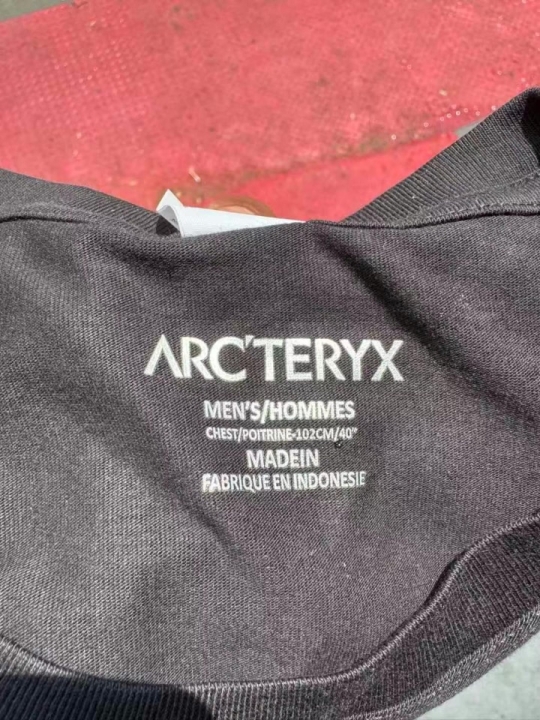 ARC'TERYX
MEN'S/HOMMES
CHEST/POITRINE-102CM/40"
MADEIN
FABRIQUE EN INDONESIE